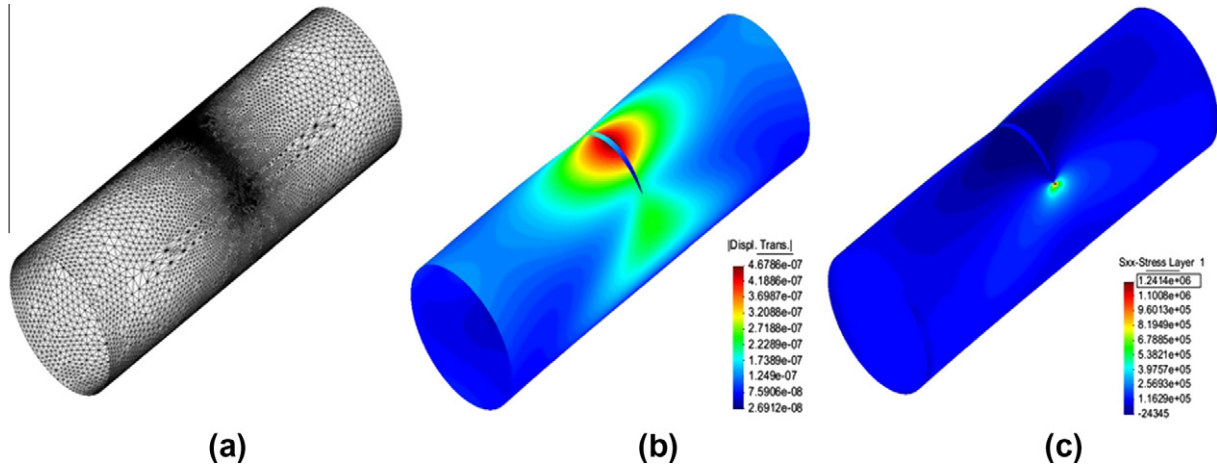 |Displ. Trans.|
4.6786e-07
4.1886e-07
3.6987e-07
3.2088e-07
2.7188e-07
2.2289e-07
1.7389e-07
1.249e-07
7.5906e-08
2.6912e-08
Sxx-Stress Layer 1
1.2414e+06
1.1008e+06
9.6013e+05
8.1949e+05
6.7885e+05
5.3821e+05
3.9757e+05
2.5693e+05
1.1629e+05
-24345
(a)
(b)
(c)